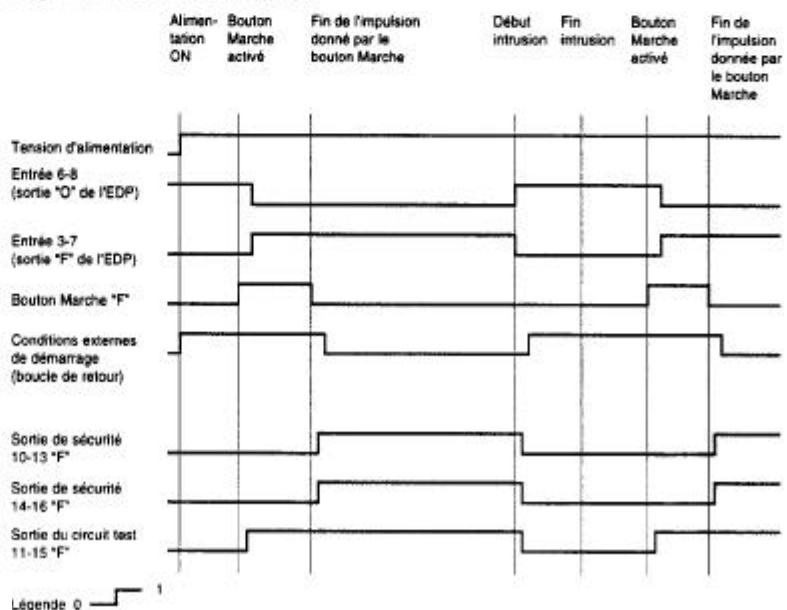 Alimen-
tation
ON
Bouton
Marche
activé
Fin de l'impulsion
donné par le
bouton Marche
Début
intrusion
Fin
intrusion
Bouton
Marche
activé
Fin de
l'impulsion
donnée par
le bouton
Marche
Tension d'alimentation
Entrée 6-8
(sortie "O" de l'EDP)
Entrée 3-7
(sortie "F" de l'EDP)
Bouton Marche "F"
Conditions externes
de démarrage
(boucle de retour)
Sortie de sécurité
10-13 "F"
Sortie de sécurité
14-16 "F"
Sortie du circuit test
11-15 "F"
Légende 0 1